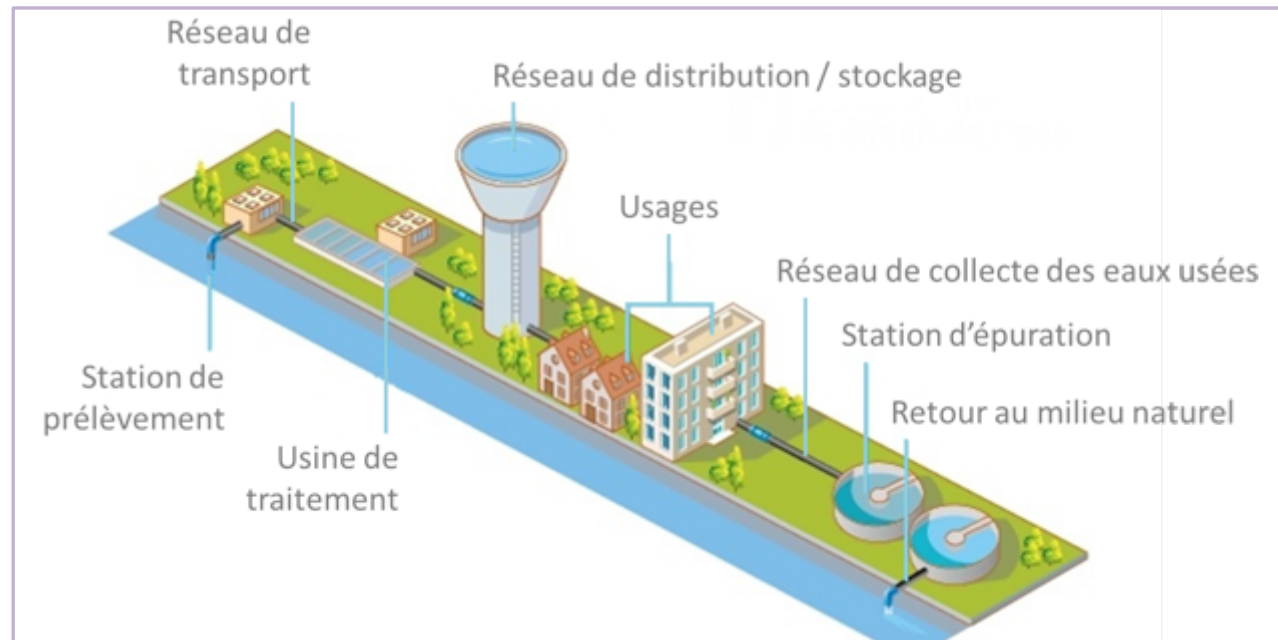 Réseau de
transport
Réseau de distribution / stockage
Usages
Réseau de collecte des eaux usées
Station d'épuration
Station de
prélèvement
Retour au milieu naturel
Usine de
traitement